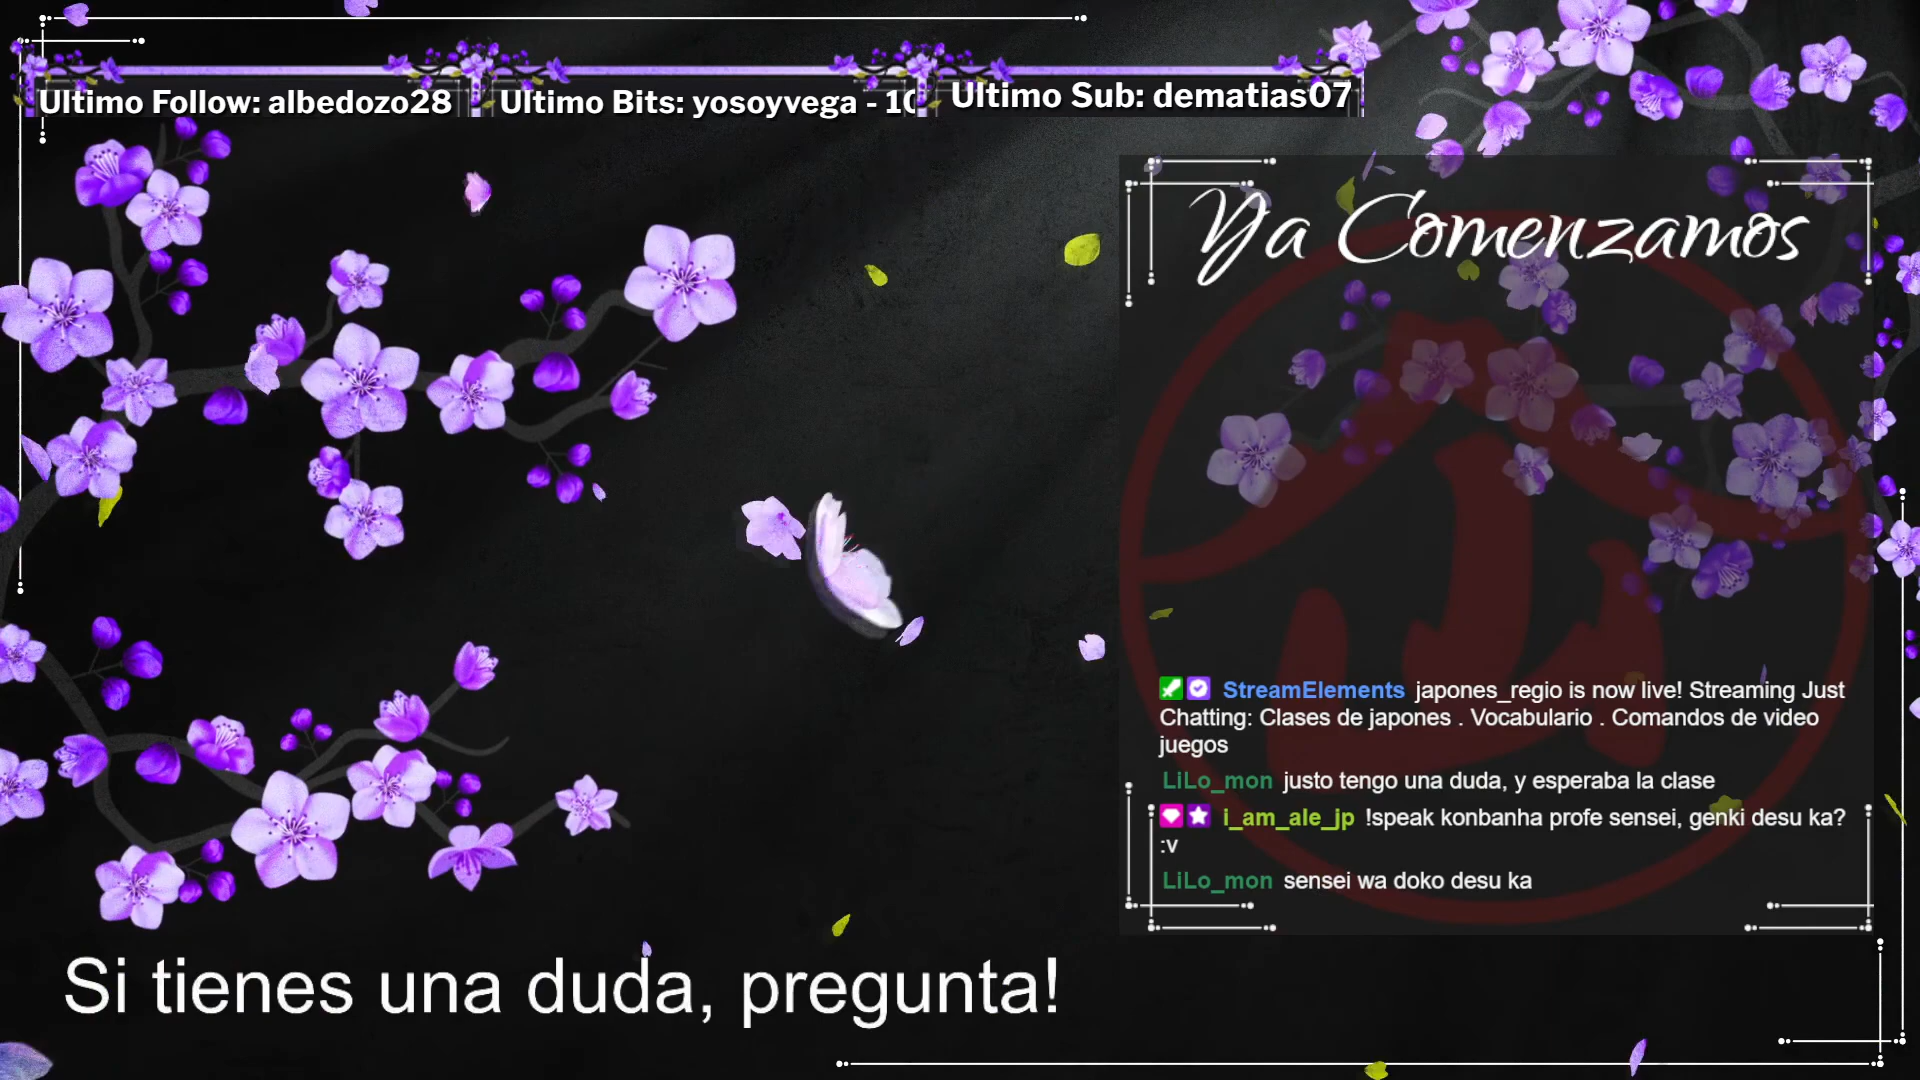 Ultimo Follow: albedozo28
Ultimo Bits: yosoyvega - 10
Ultimo Sub: dematias07
Ya Comenzamos
StreamElements japones_regio is now live! Streaming Just
Chatting: Clases de japones . Vocabulario . Comandos de video
juegos
LiLo_mon justo tengo una duda, y esperaba la clase
i_am_ale_jp !speak konbanha profe sensei, genki desu ka?
:v
LiLo_mon sensei wa doko desu ka
Si tienes una duda, pregunta!